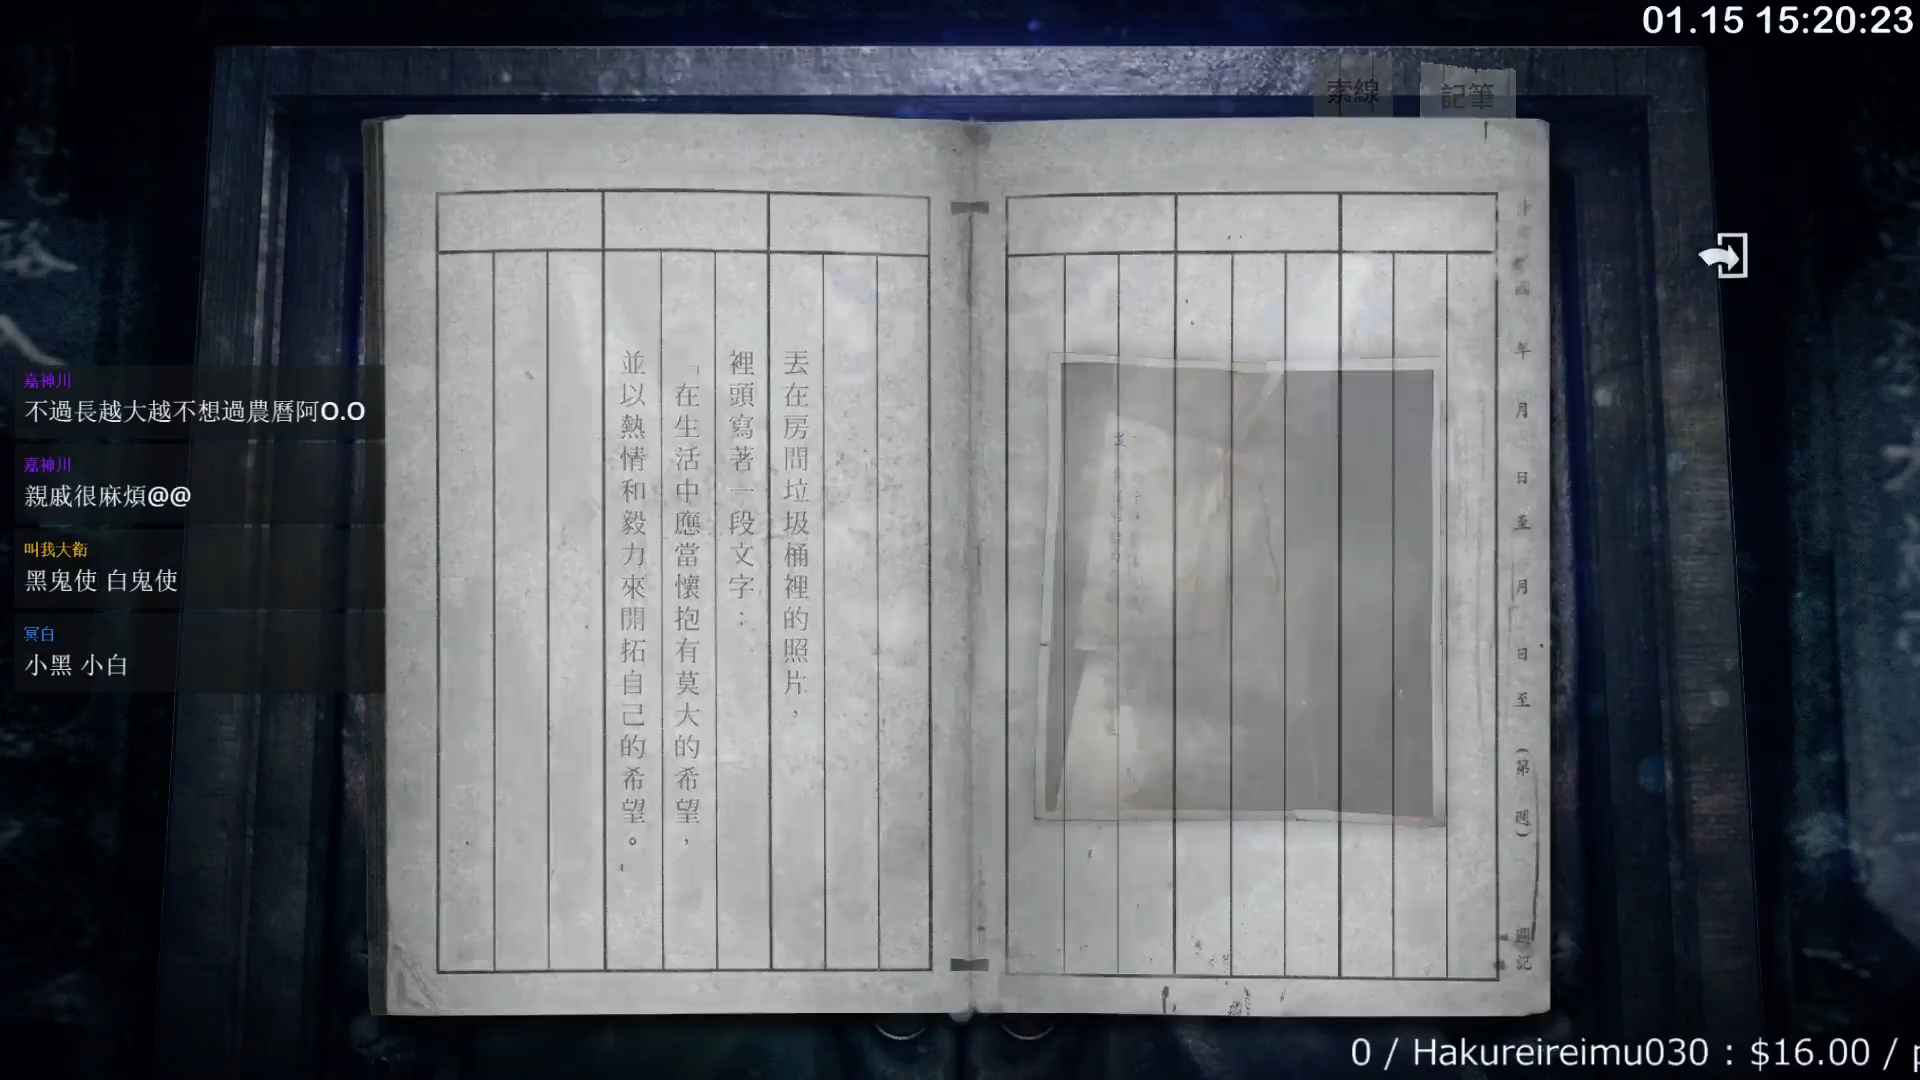 01.15 15:20:23
索線
記筆
丟在房間垃圾桶裡的照片，
裡頭寫著一段文字：
「在生活中應當懷抱有莫大的希望，
並以熱情和毅力來開拓自己的希望。
國 年 月 日至 月 日至（第 週） 週記
嘉神川
不過長越大越不想過農曆阿O.O
嘉神川
親戚很麻煩@@
叫我大衛
黑鬼使 白鬼使
冥白
小黑 小白
0 / Hakureireimu030 : $16.00 /